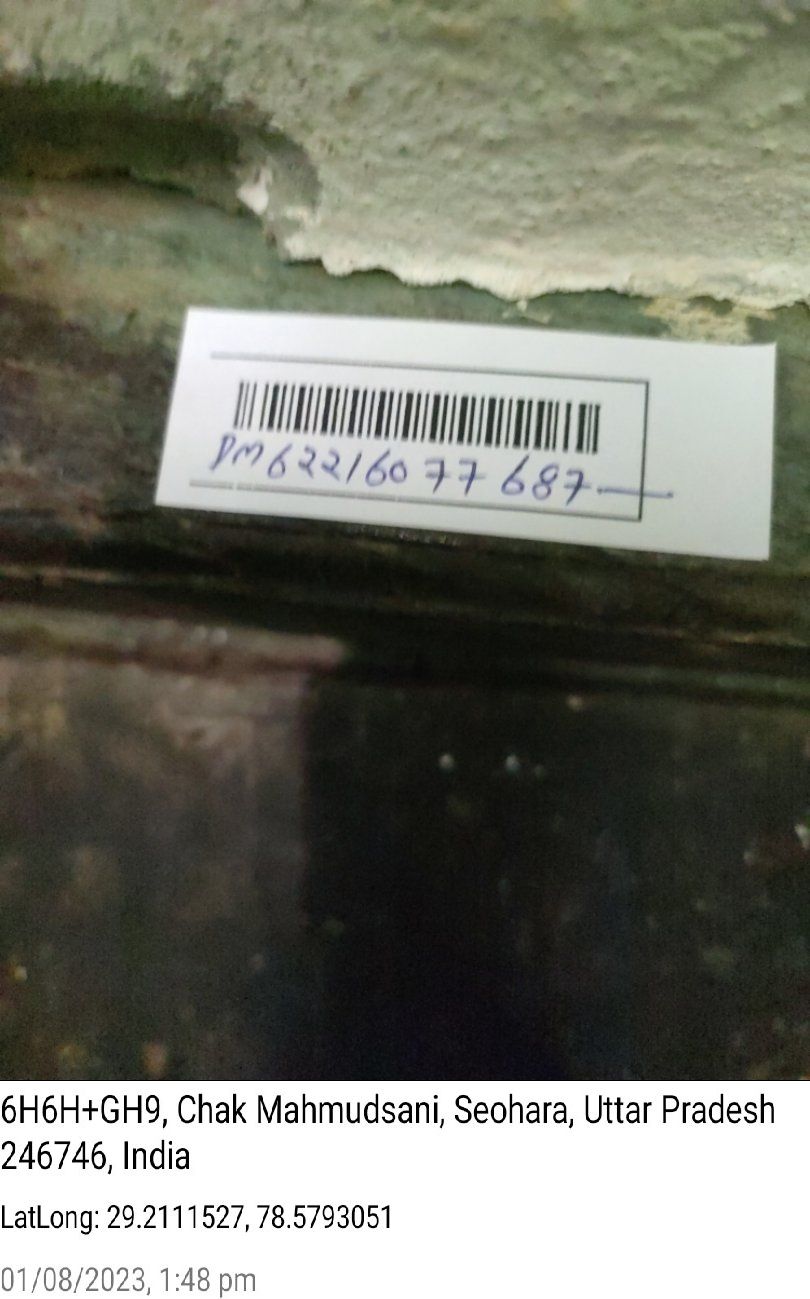 PM62216077687
6H6H+GH9, Chak Mahmudsani, Seohara, Uttar Pradesh
246746, India
LatLong: 29.2111527, 78.5793051
01/08/2023, 1:48 pm